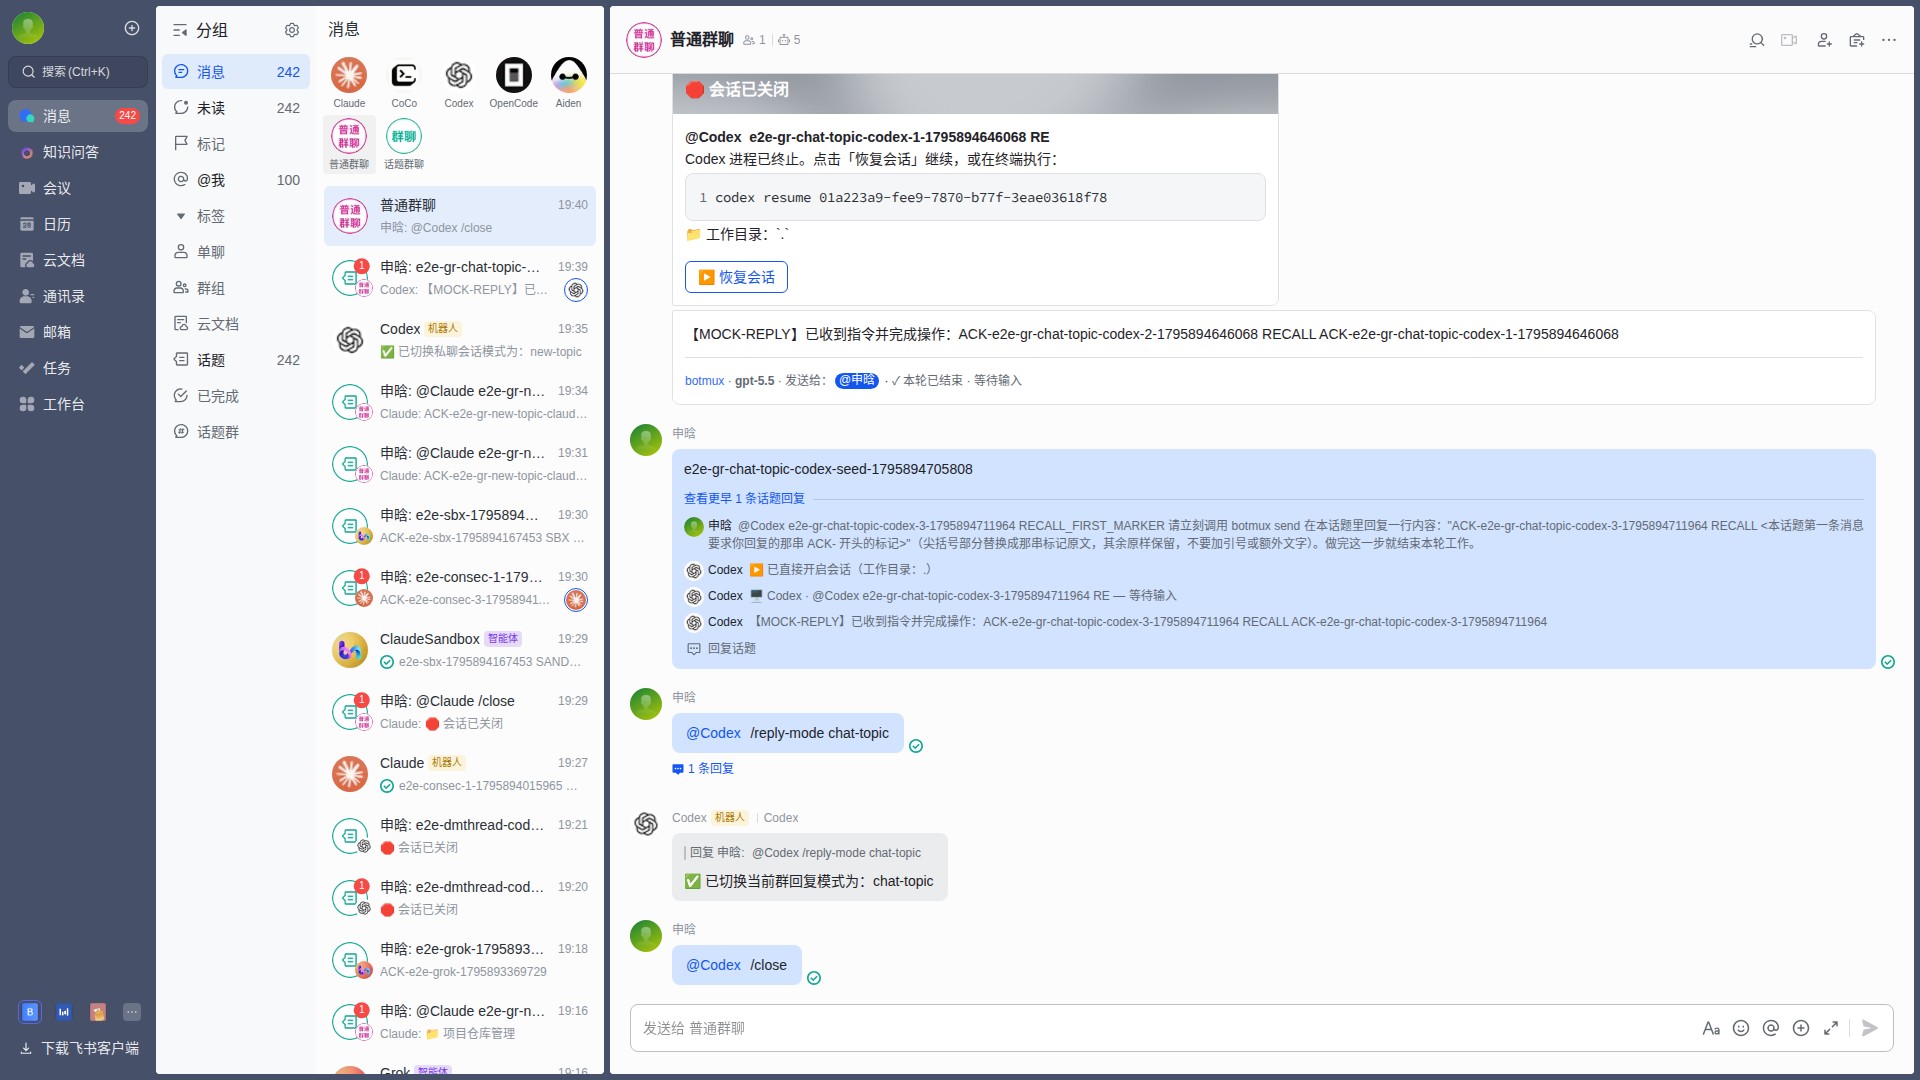 搜索 (Ctrl+K)
消息
242
知识问答
会议
日历
云文档
通讯录
邮箱
任务
工作台
下载飞书客户端
分组
消息 242
未读 242
标记
@我 100
标签
单聊
群组
云文档
话题 242
已完成
话题群
消息
Claude
CoCo
Codex
OpenCode
Aiden
普通群聊
话题群聊
普通群聊 19:40
申晗: @Codex /close
申晗: e2e-gr-chat-topic-... 19:39
Codex: 【MOCK-REPLY】已...
Codex 机器人 19:35
✅ 已切换私聊会话模式为：new-topic
申晗: @Claude e2e-gr-n... 19:34
Claude: ACK-e2e-gr-new-topic-claud...
申晗: @Claude e2e-gr-n... 19:31
Claude: ACK-e2e-gr-new-topic-claud...
申晗: e2e-sbx-1795894... 19:30
ACK-e2e-sbx-1795894167453 SBX ...
申晗: e2e-consec-1-179... 19:30
ACK-e2e-consec-3-17958941...
ClaudeSandbox 智能体 19:29
e2e-sbx-1795894167453 SAND...
申晗: @Claude /close 19:29
Claude: 🛑 会话已关闭
Claude 机器人 19:27
e2e-consec-1-1795894015965 ...
申晗: e2e-dmthread-cod... 19:21
🛑 会话已关闭
申晗: e2e-dmthread-cod... 19:20
🛑 会话已关闭
申晗: e2e-grok-1795893... 19:18
ACK-e2e-grok-1795893369729
申晗: @Claude e2e-gr-n... 19:16
Claude: 📁 项目仓库管理
Grok 智能体 19:16
普通群聊
普通群聊 1 | 5
🛑 会话已关闭
@Codex e2e-gr-chat-topic-codex-1-1795894646068 RE
Codex 进程已终止。点击「恢复会话」继续，或在终端执行：
1 codex resume 01a223a9-fee9-7870-b77f-3eae03618f78
📁 工作目录：`.`
▶️ 恢复会话
【MOCK-REPLY】已收到指令并完成操作：ACK-e2e-gr-chat-topic-codex-2-1795894646068 RECALL ACK-e2e-gr-chat-topic-codex-1-1795894646068
botmux · gpt-5.5 · 发送给： @申晗 · ✓ 本轮已结束 · 等待输入
申晗
e2e-gr-chat-topic-codex-seed-1795894705808
查看更早 1 条话题回复
申晗 @Codex e2e-gr-chat-topic-codex-3-1795894711964 RECALL_FIRST_MARKER 请立刻调用 botmux send 在本话题里回复一行内容："ACK-e2e-gr-chat-topic-codex-3-1795894711964 RECALL <本话题第一条消息
要求你回复的那串 ACK- 开头的标记>"（尖括号部分替换成那串标记原文，其余原样保留，不要加引号或额外文字）。做完这一步就结束本轮工作。
Codex ▶️ 已直接开启会话（工作目录：.）
Codex 🖥️ Codex · @Codex e2e-gr-chat-topic-codex-3-1795894711964 RE — 等待输入
Codex 【MOCK-REPLY】已收到指令并完成操作：ACK-e2e-gr-chat-topic-codex-3-1795894711964 RECALL ACK-e2e-gr-chat-topic-codex-3-1795894711964
回复话题
申晗
@Codex /reply-mode chat-topic
1 条回复
Codex 机器人 | Codex
回复 申晗：@Codex /reply-mode chat-topic
✅ 已切换当前群回复模式为：chat-topic
申晗
@Codex /close
发送给 普通群聊